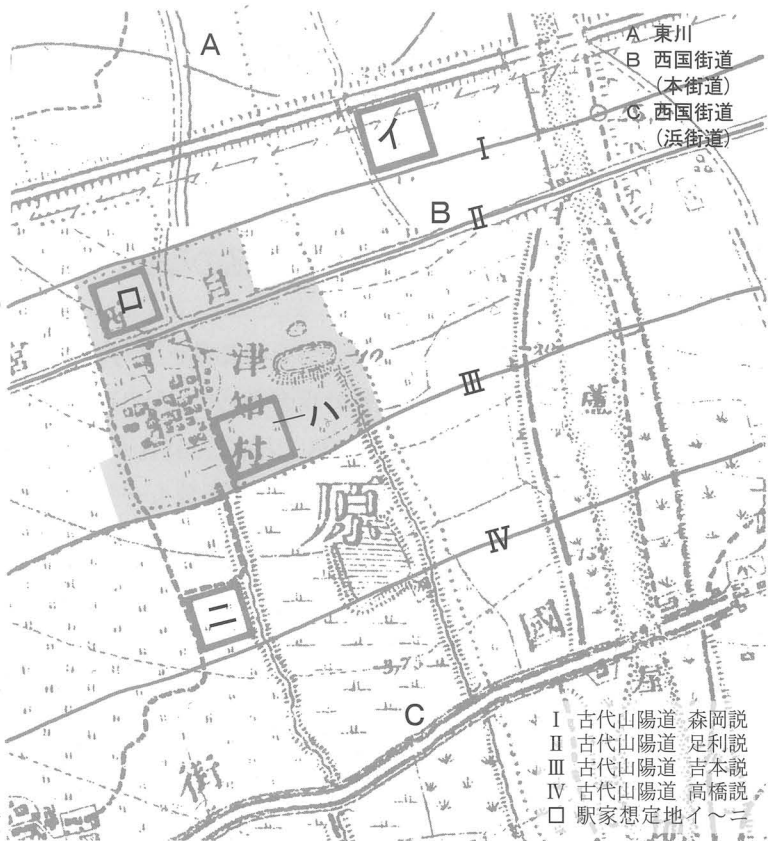 A
A 東川
B 西国街道
（本街道）
C 西国街道
（浜街道）
イ
Ⅰ
B
Ⅱ
ロ
津
知
村
ハ
Ⅲ
原
Ⅳ
ニ
國
3,7
C
街
Ⅰ 古代山陽道 森岡説
Ⅱ 古代山陽道 足利説
Ⅲ 古代山陽道 吉本説
Ⅳ 古代山陽道 高橋説
□ 駅家想定地イ～ニ